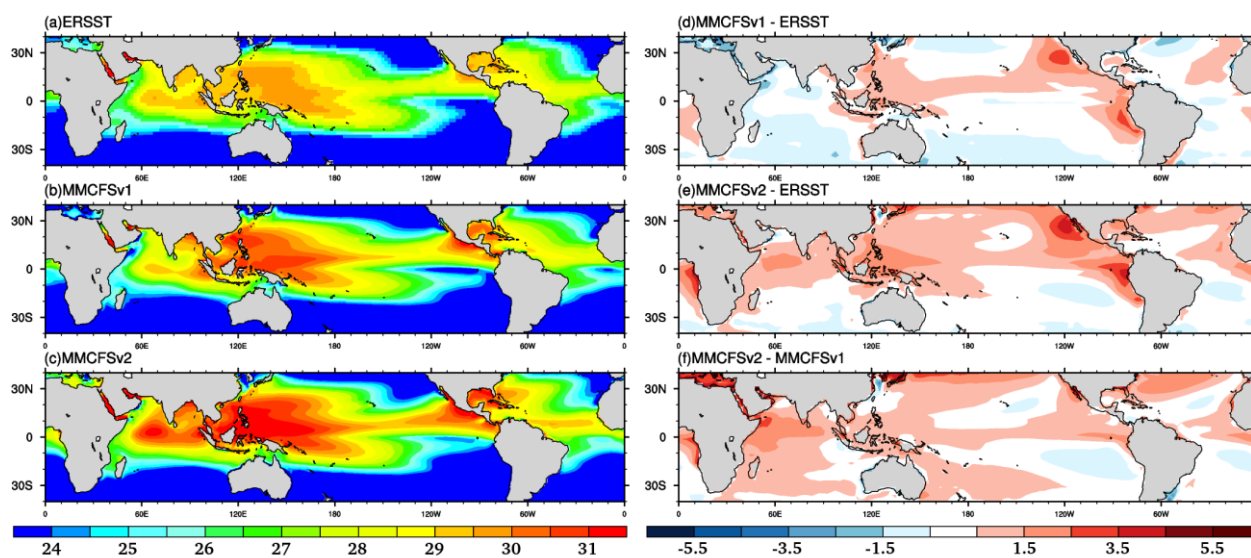 (a)ERSST
30N
0
30S
60E 120E 180 120W 60W 0
(b)MMCFSv1
30N
0
30S
60E 120E 180 120W 60W 0
(c)MMCFSv2
30N
0
30S
60E 120E 180 120W 60W 0
24 25 26 27 28 29 30 31
(d)MMCFSv1 - ERSST
30N
0
30S
0 60E 120E 180 120W 60W
(e)MMCFSv2 - ERSST
30N
0
30S
0 60E 120E 180 120W 60W
(f)MMCFSv2 - MMCFSv1
30N
0
30S
0 60E 120E 180 120W 60W
-5.5 -3.5 -1.5 1.5 3.5 5.5